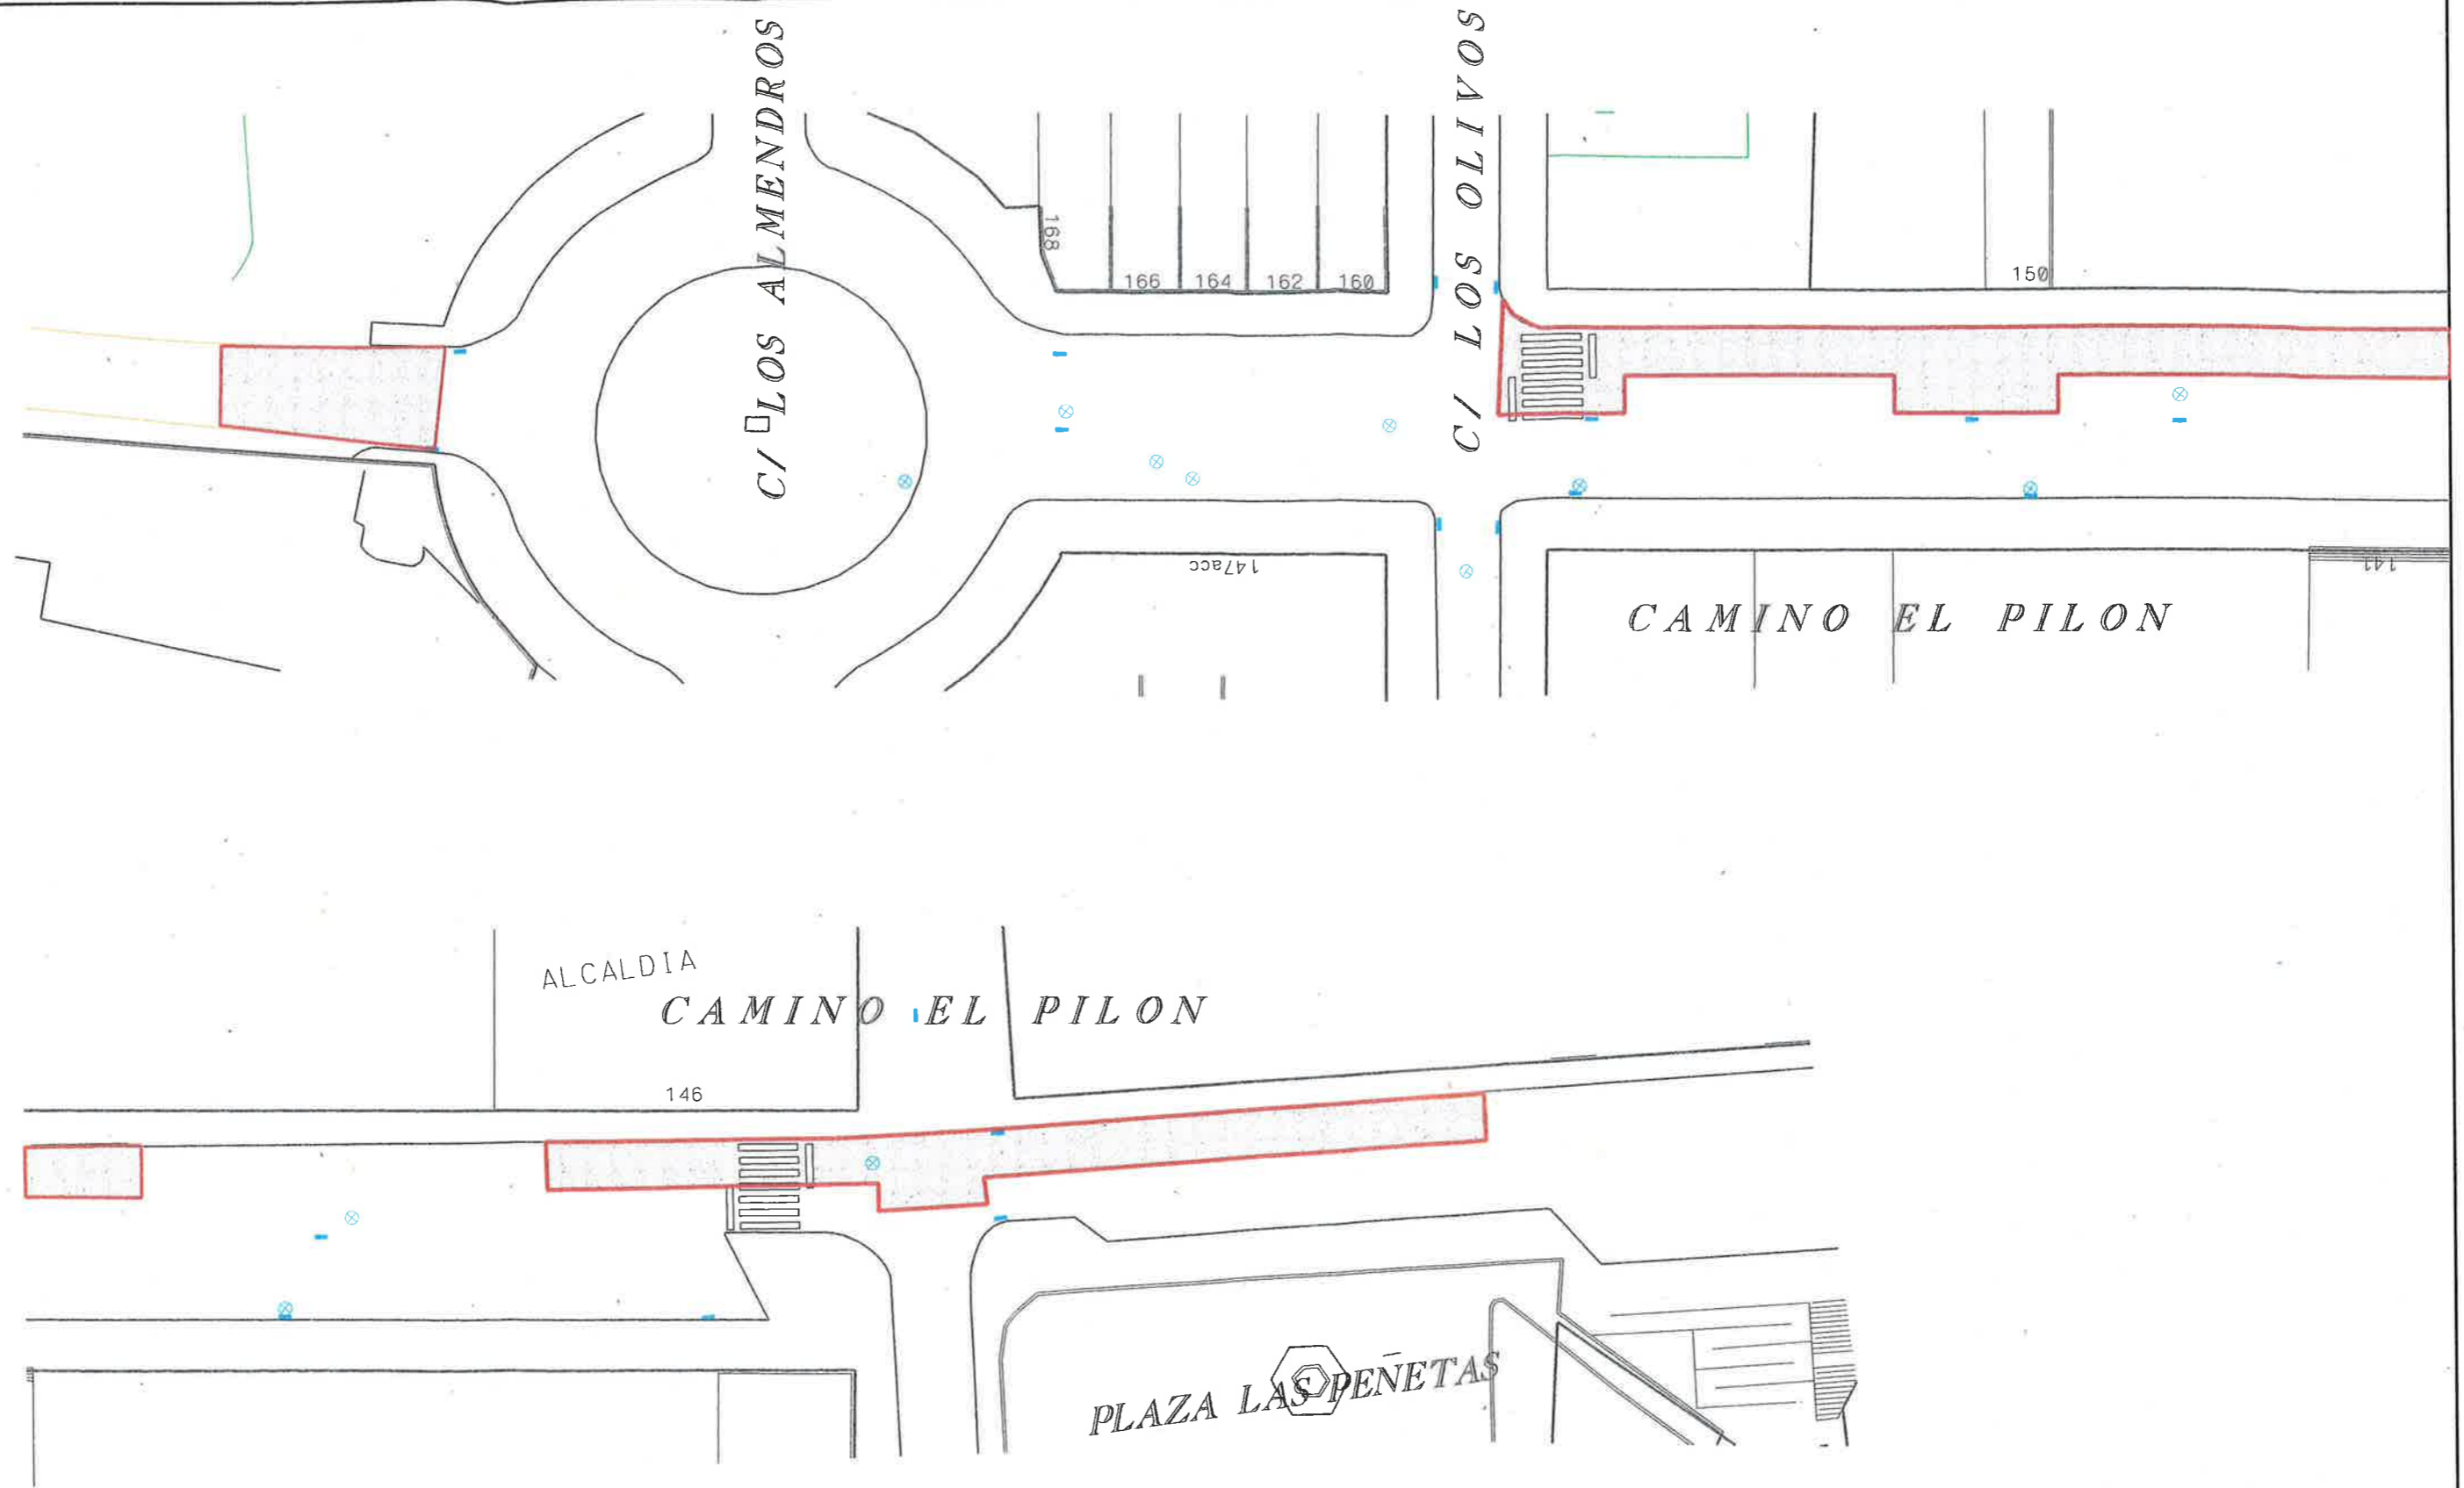 C/ LOS ALMENDROS
C/ LOS OLIVOS
168
166
164
162
160
150
147acc
141
CAMINO EL PILON
ALCALDIA
CAMINO EL PILON
146
PLAZA LAS PEÑETAS